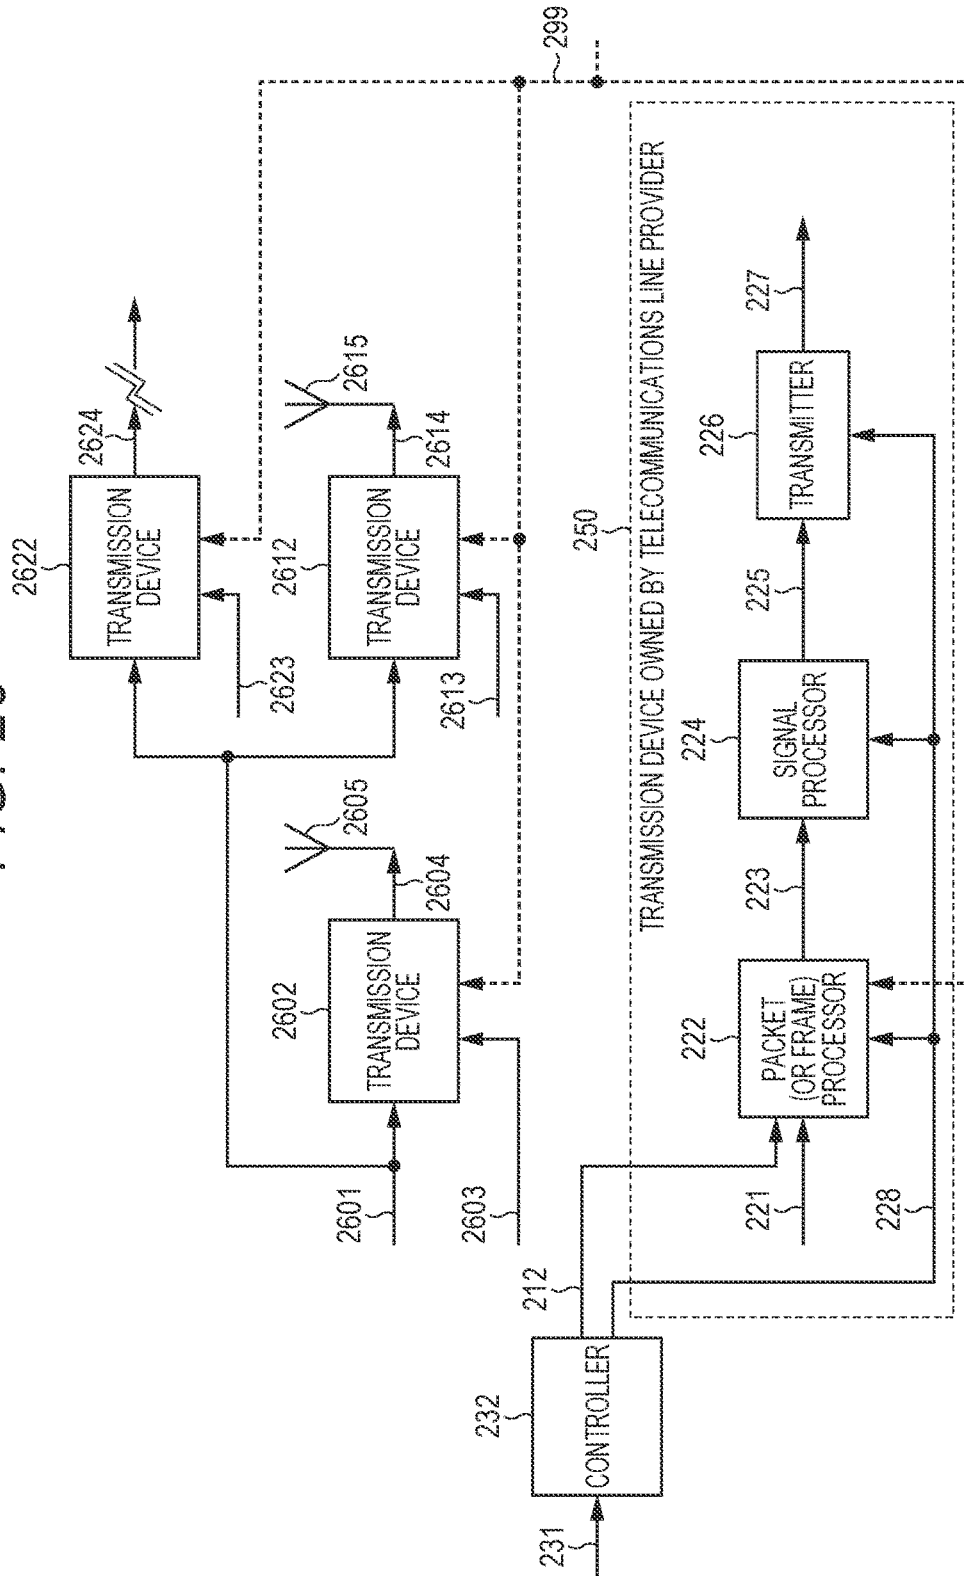 299
2622
TRANSMISSION
DEVICE
2624
2623
2612
TRANSMISSION
DEVICE
2614
2615
2613
2602
TRANSMISSION
DEVICE
2604
2605
2601
2603
250
TRANSMISSION DEVICE OWNED BY TELECOMMUNICATIONS LINE PROVIDER
231
232
CONTROLLER
212
221
228
222
PACKET
(OR FRAME)
PROCESSOR
223
224
SIGNAL
PROCESSOR
225
226
TRANSMITTER
227